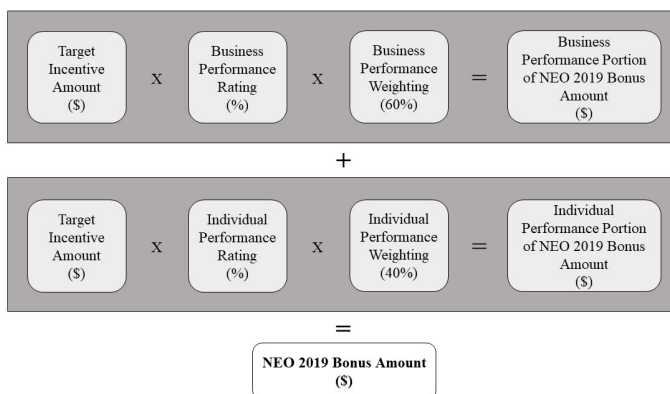 Target
Incentive
Amount
($)
X
Business
Performance
Rating
(%)
X
Business
Performance
Weighting
(60%)
=
Business
Performance Portion
of NEO 2019 Bonus
Amount
($)
+
Target
Incentive
Amount
($)
X
Individual
Performance
Rating
(%)
X
Individual
Performance
Weighting
(40%)
=
Individual
Performance Portion
of NEO 2019 Bonus
Amount
($)
=
NEO 2019 Bonus Amount
($)